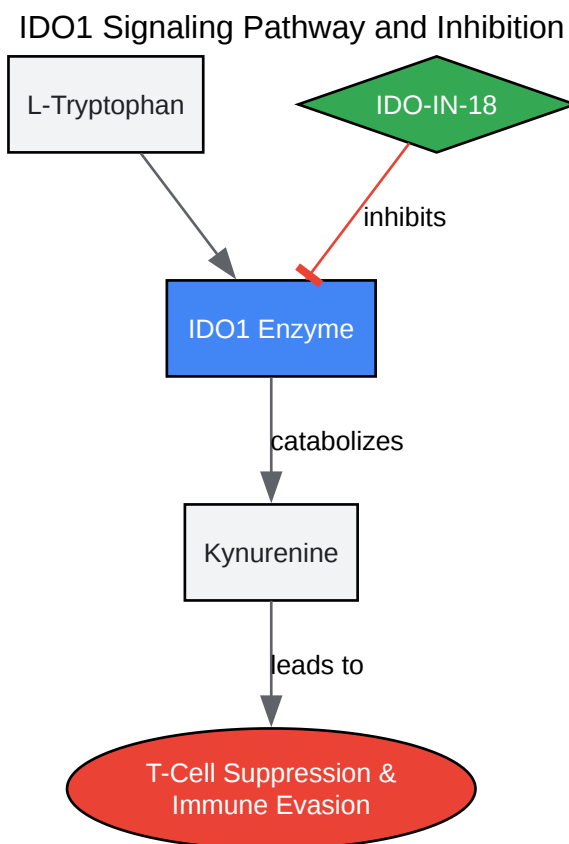 IDO1 Signaling Pathway and Inhibition
L-Tryptophan
IDO-IN-18
inhibits
IDO1 Enzyme
catabolizes
Kynurenine
leads to
T-Cell Suppression &
Immune Evasion